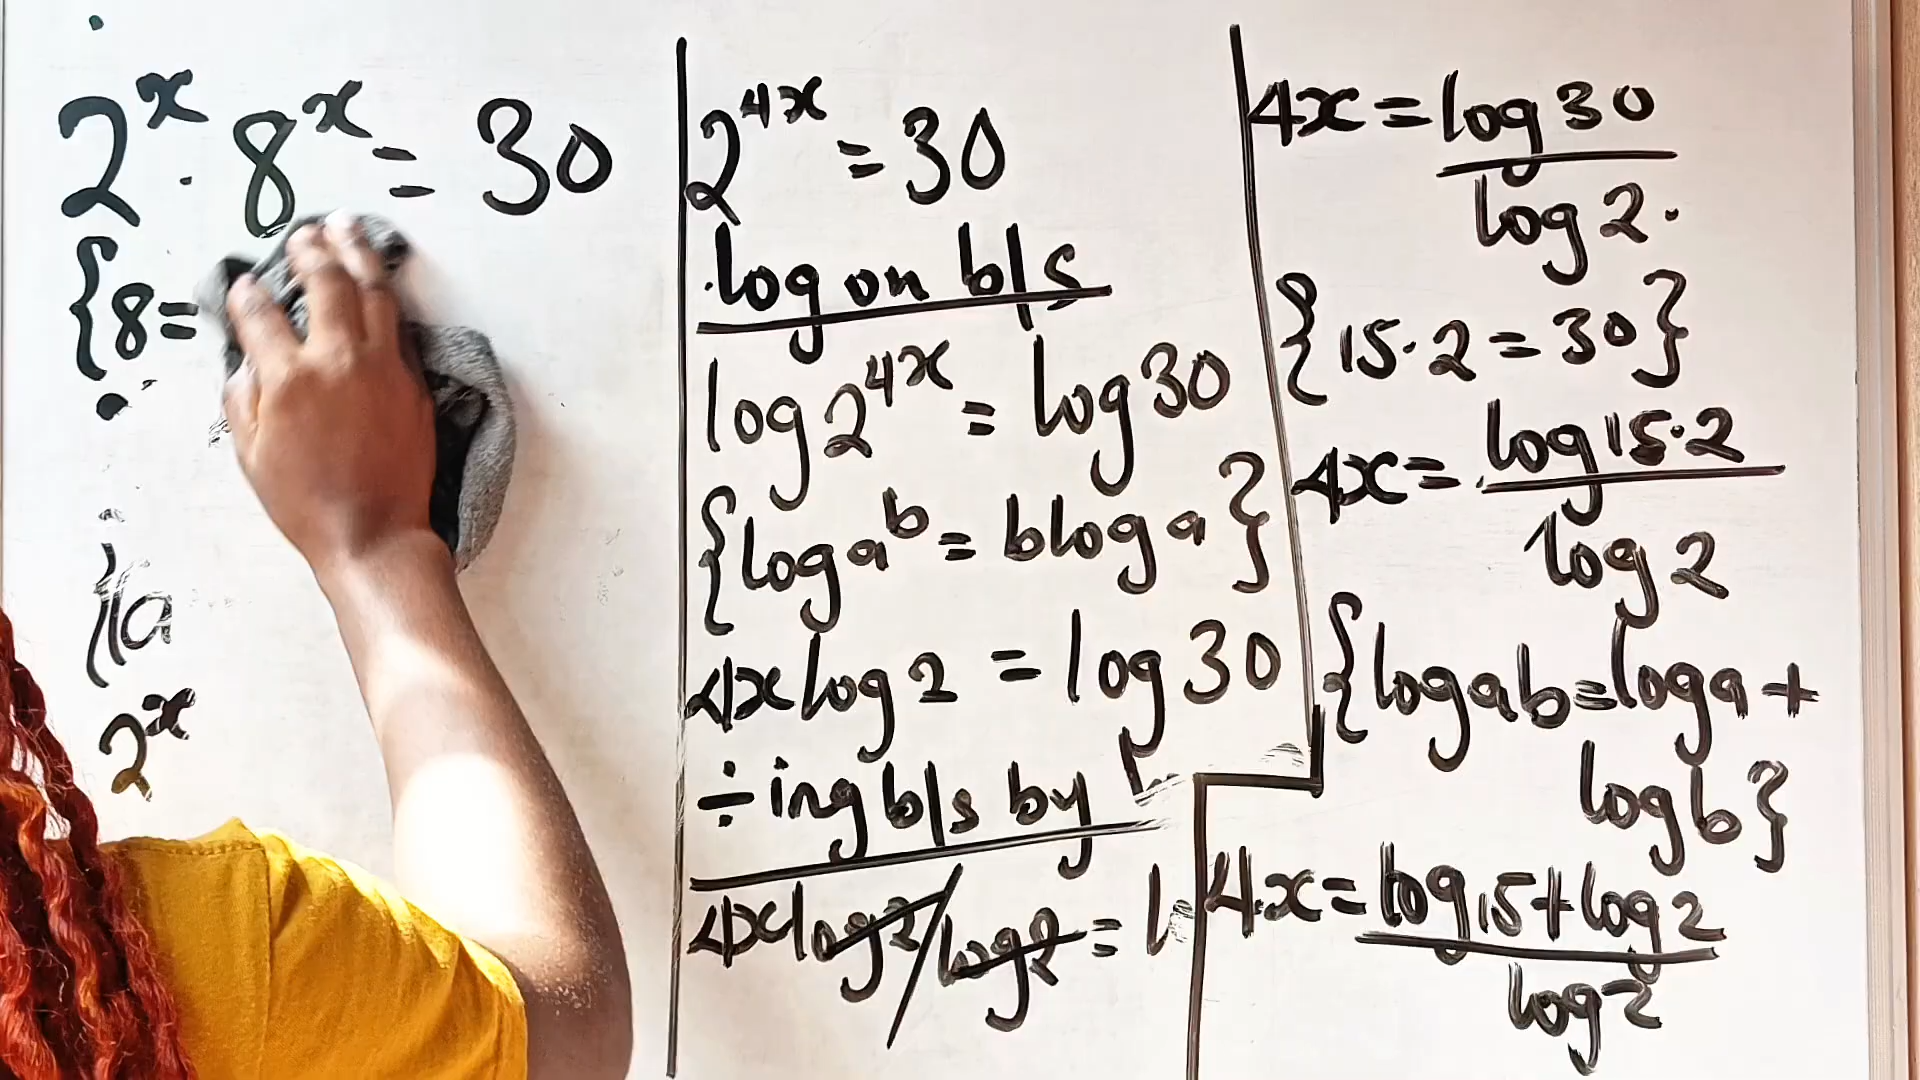 2^x · 8^x = 30
{8=
{(a
2^x
2^4x = 30
log on b/s
log 2^4x = log 30
{log a^b = b log a}
4x log 2 = log 30
÷ing b/s by
4x log 2 / log 2 =
4x = log 30
log 2
{15·2 = 30}
4x = log 15·2
log 2
{log ab = log a +
log b}
4x = log 15 + log 2
log 2